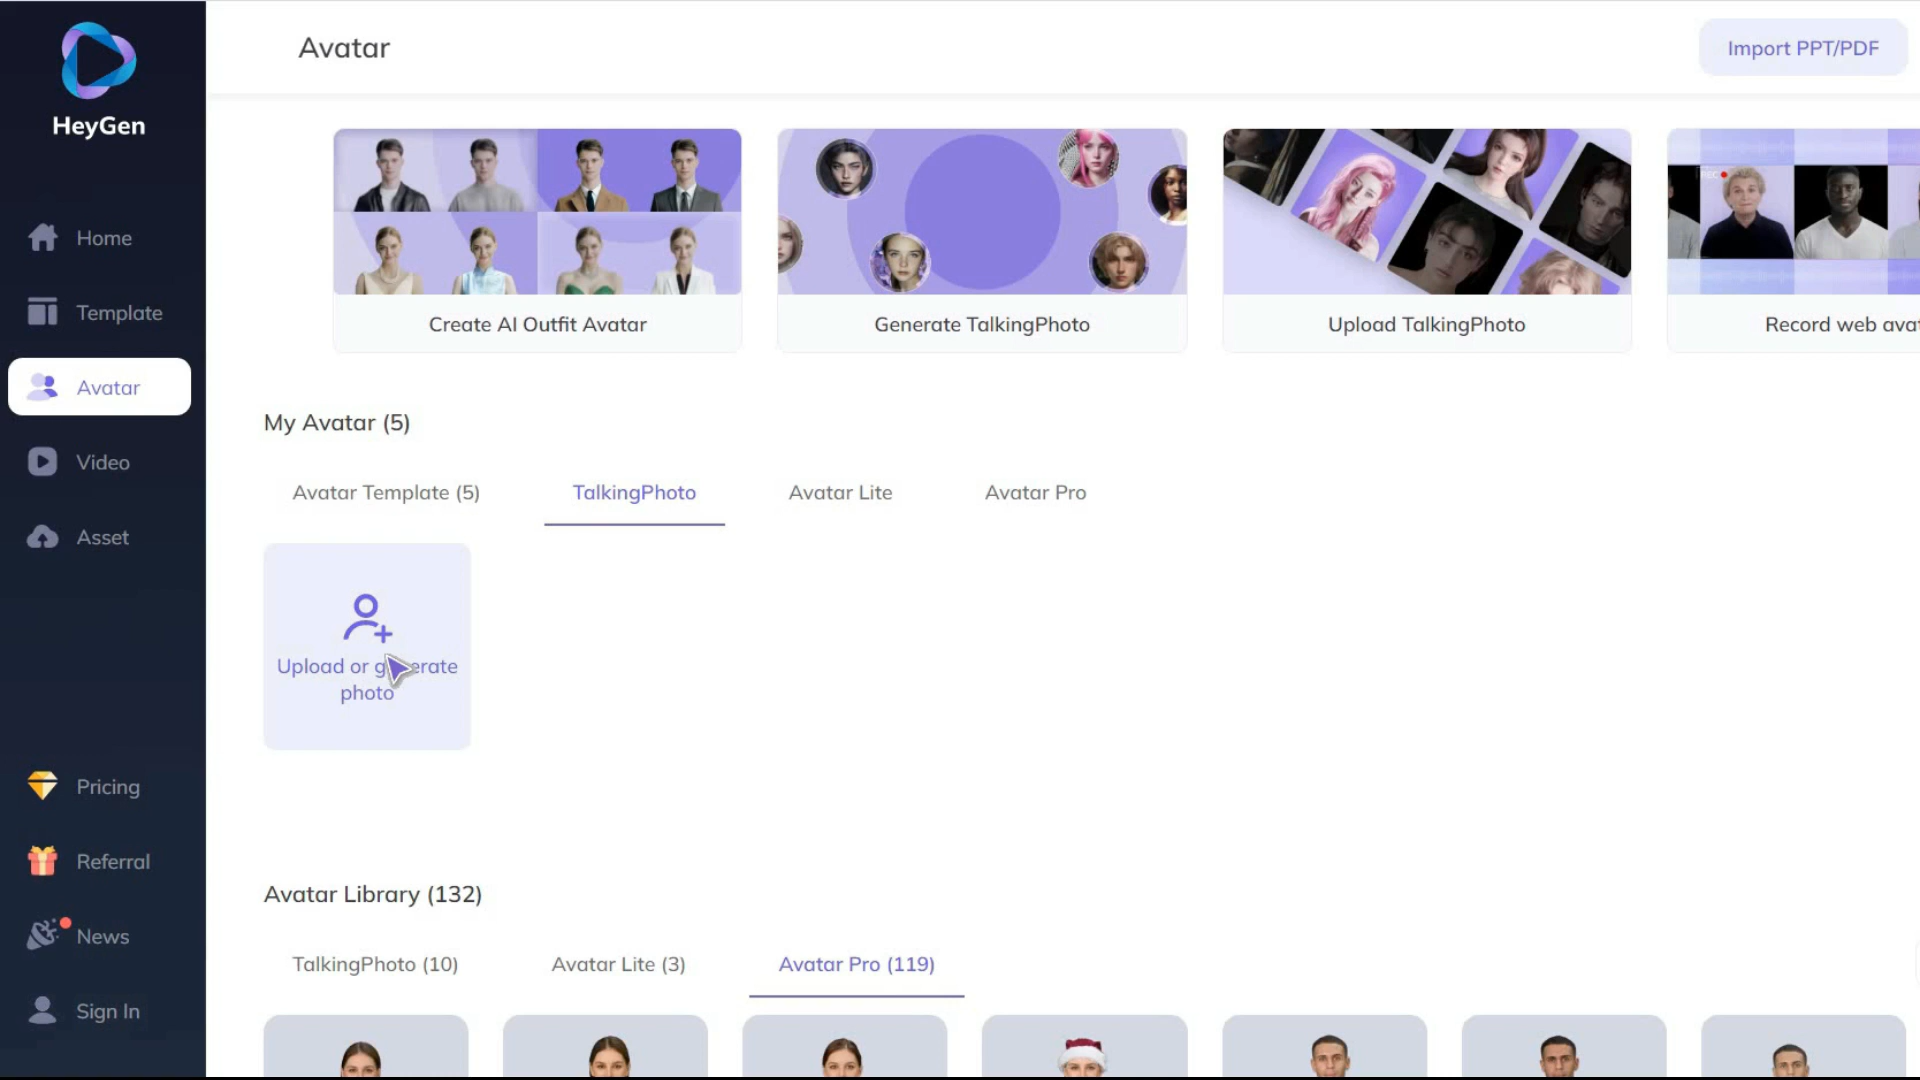 HeyGen
Home
Template
Avatar
Video
Asset
Pricing
Referral
News
Sign In
Avatar
Import PPT/PDF
Create AI Outfit Avatar
Generate TalkingPhoto
Upload TalkingPhoto
Record web avat
My Avatar (5)
Avatar Template (5)
TalkingPhoto
Avatar Lite
Avatar Pro
Upload or generate
photo
Avatar Library (132)
TalkingPhoto (10)
Avatar Lite (3)
Avatar Pro (119)